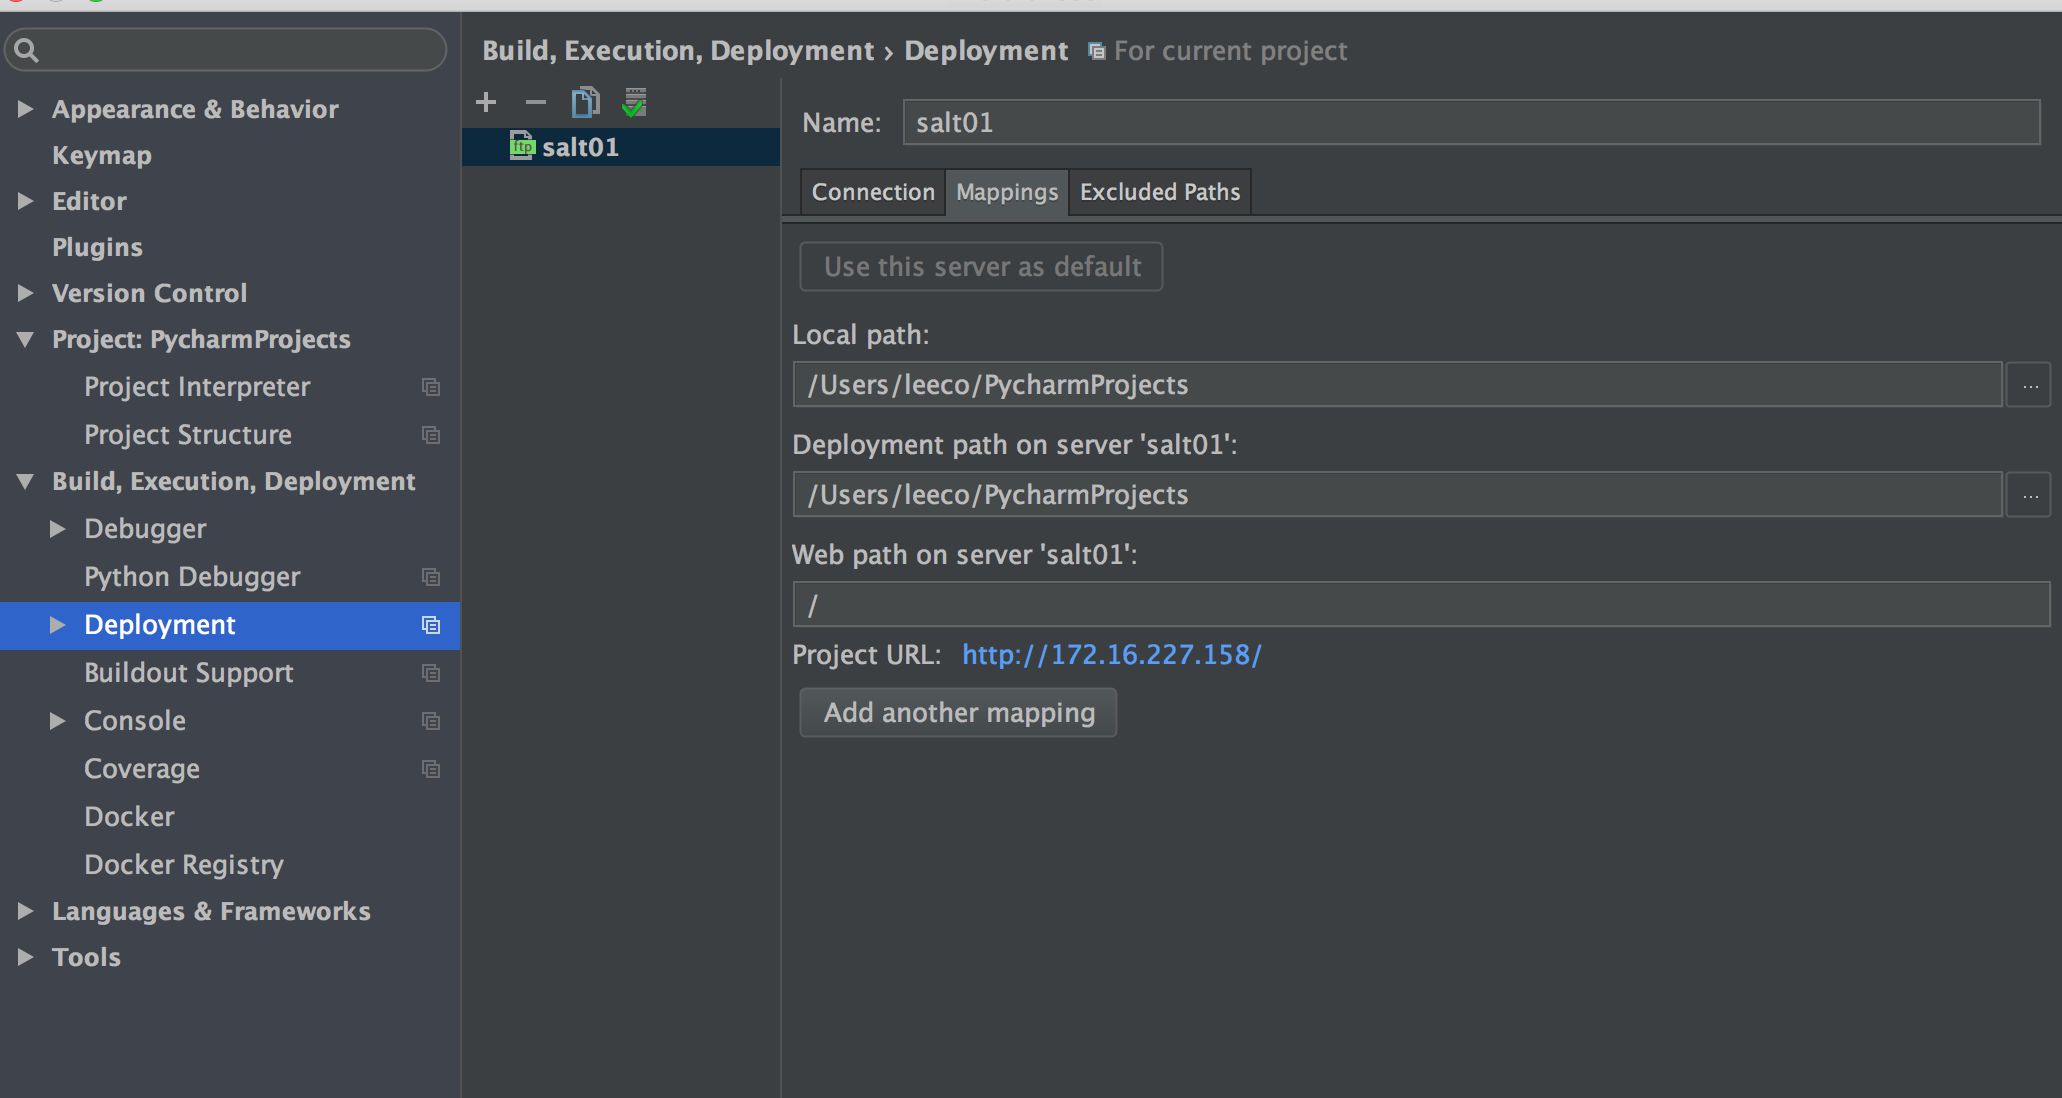 Build, Execution, Deployment › Deployment For current project
Appearance & Behavior
Keymap
Editor
Plugins
Version Control
Project: PycharmProjects
Project Interpreter
Project Structure
Build, Execution, Deployment
Debugger
Python Debugger
Deployment
Buildout Support
Console
Coverage
Docker
Docker Registry
Languages & Frameworks
Tools
ftp salt01
Name: salt01
Connection Mappings Excluded Paths
Use this server as default
Local path:
/Users/leeco/PycharmProjects ...
Deployment path on server 'salt01':
/Users/leeco/PycharmProjects ...
Web path on server 'salt01':
/
Project URL: http://172.16.227.158/
Add another mapping